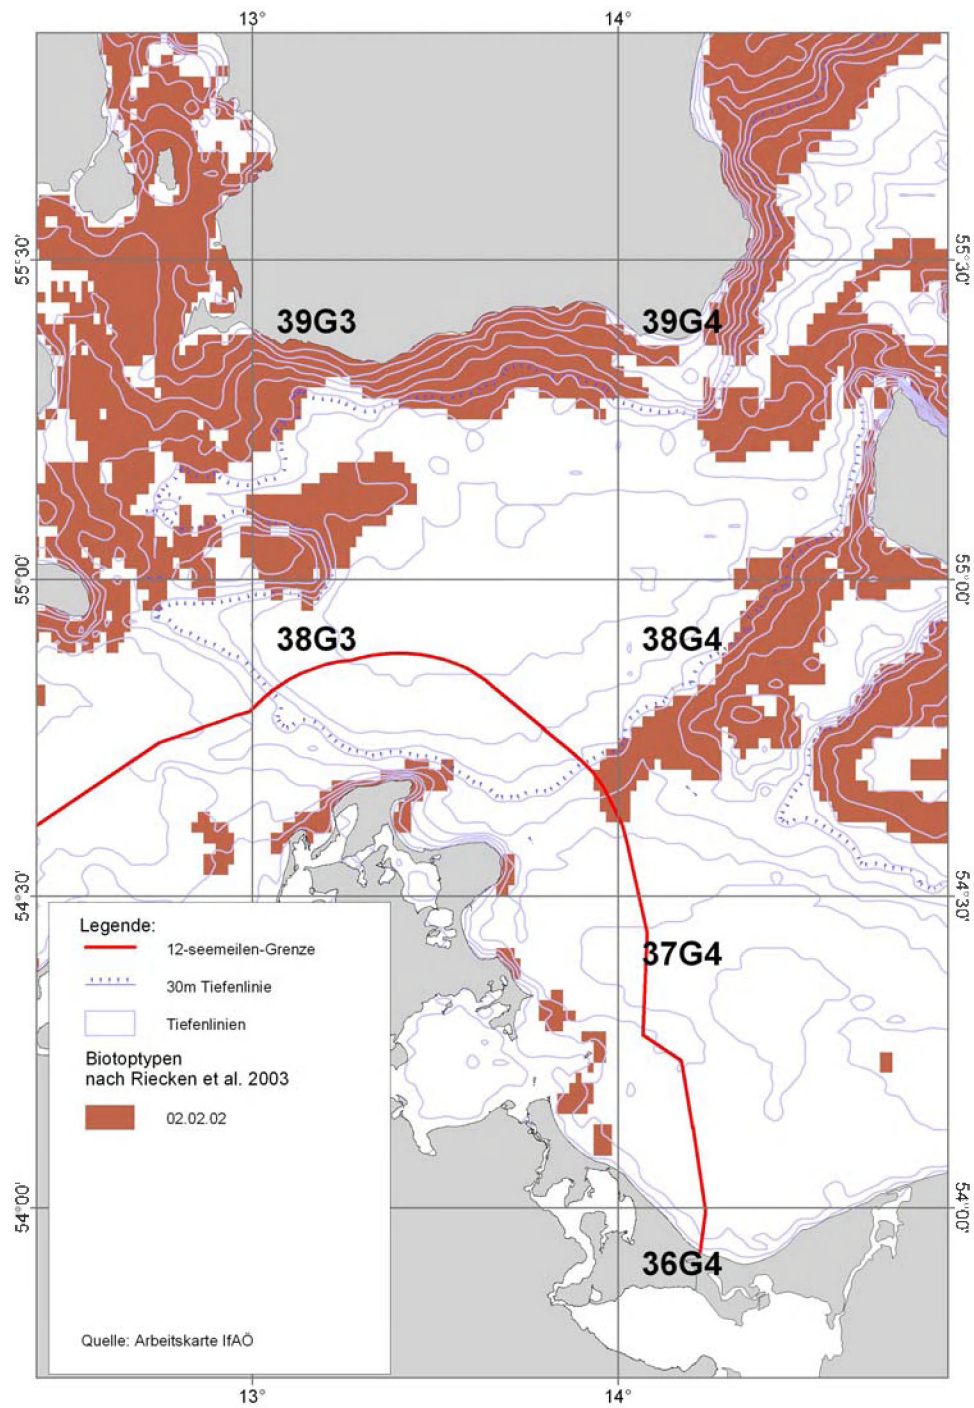 13° 14°
55°30' 55°30'
39G3 39G4
55°00' 55°00'
38G3 38G4
54°30' 54°30'
Legende:
12-seemeilen-Grenze
37G4
30m Tiefenlinie
Tiefenlinien
Biotoptypen
nach Riecken et al. 2003
02.02.02
54°00' 54°00'
36G4
Quelle: Arbeitskarte IfAÖ
13° 14°